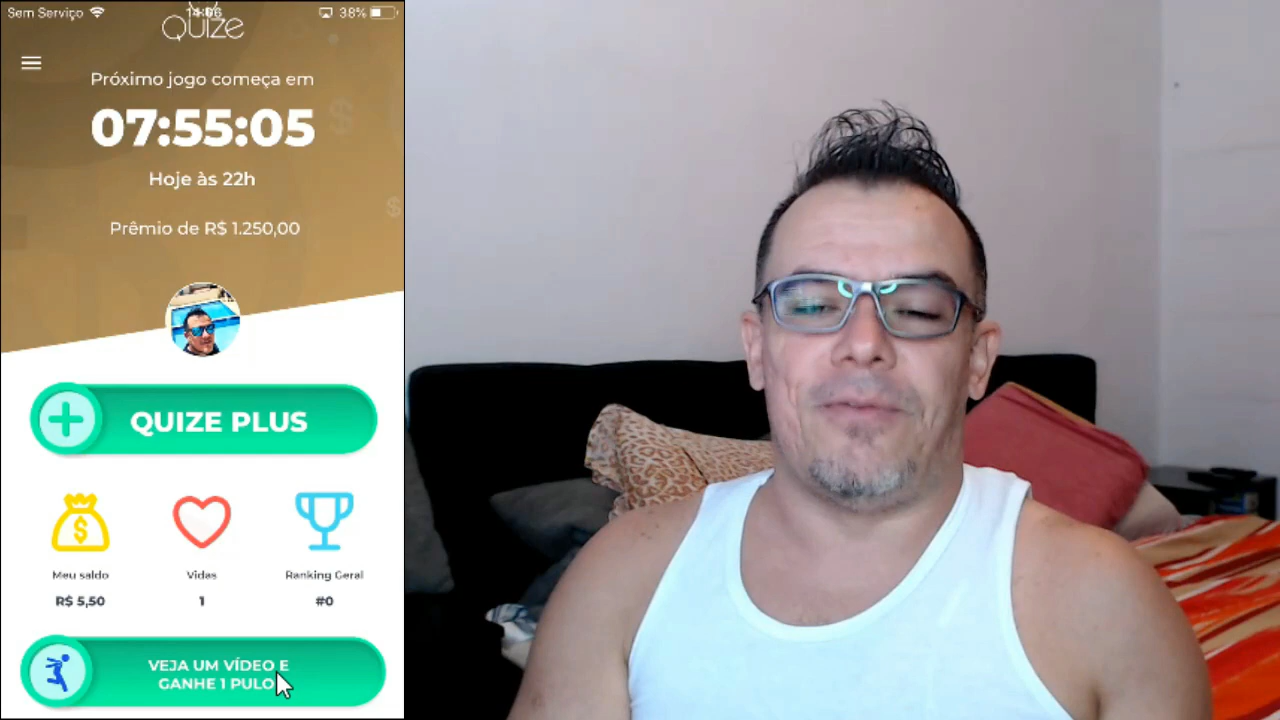 Sem Serviço
38%
Quize
Próximo jogo começa em
07:55:05
Hoje às 22h
Prêmio de R$ 1.250,00
QUIZE PLUS
Meu saldo
Vidas
Ranking Geral
R$ 5,50
1
#0
VEJA UM VÍDEO E
GANHE 1 PULO